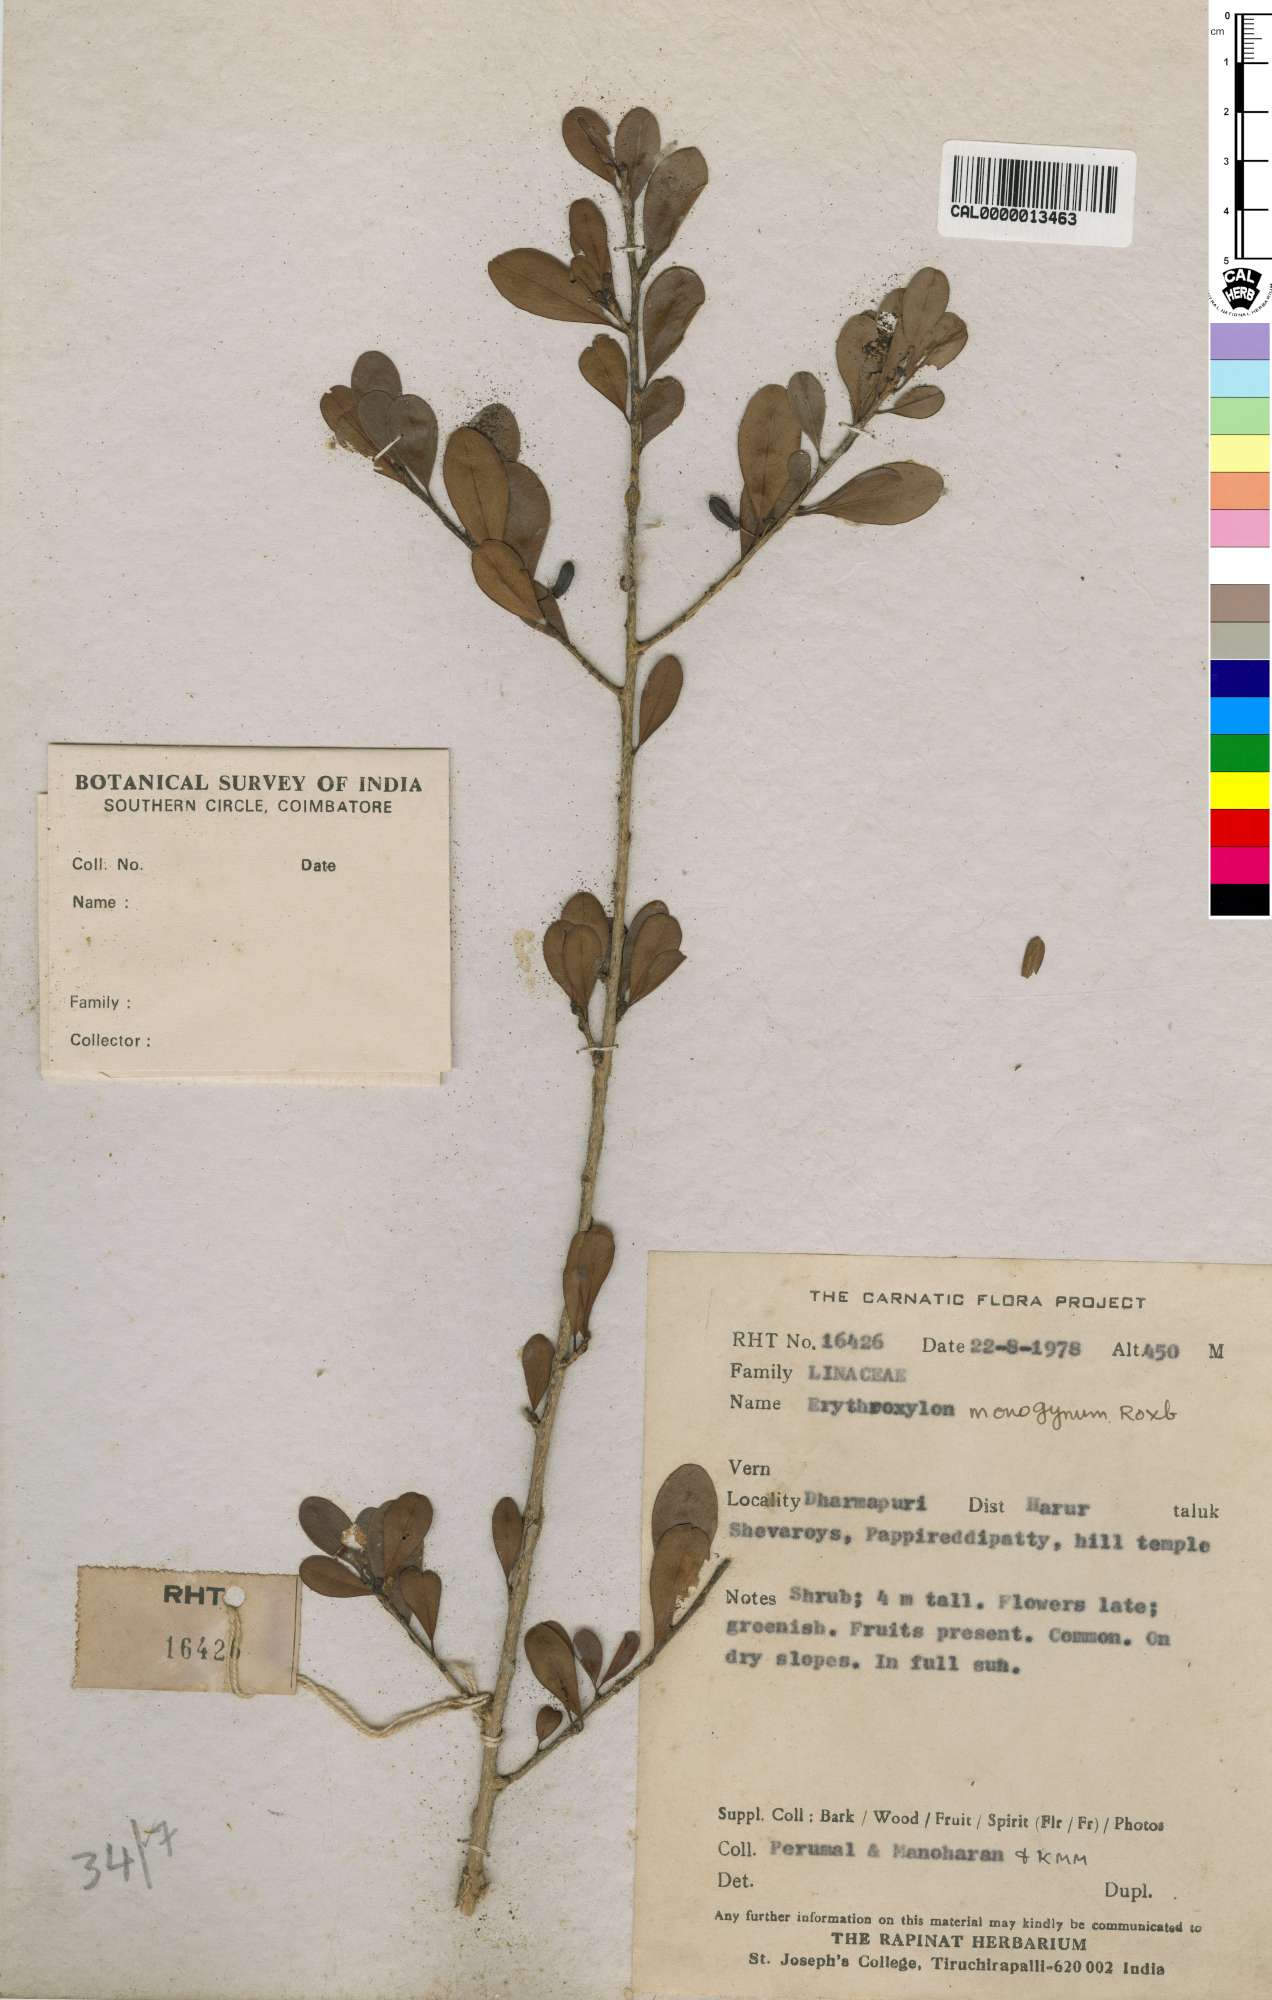 0
cm
1
2
3
4
5
CAL0000013463
CAL
HERB
BOTANICAL SURVEY OF INDIA
SOUTHERN CIRCLE, COIMBATORE
Coll. No. Date
Name :
Family :
Collector :
THE CARNATIC FLORA PROJECT
RHT No. 16426 Date 22-8-1978 Alt. 450 M
Family LINACEAE
Name Erythroxylon monogynum Roxb
Vern
Locality Dharmapuri Dist Harur taluk
Shevaroys, Pappireddipatty, hill temple
Notes Shrub; 4 m tall. Flowers late;
greenish. Fruits present. Common. On
dry slopes. In full sun.
Suppl. Coll : Bark / Wood / Fruit / Spirit (Flr / Fr) / Photos
Coll. Perumal & Manoharan & KMM
Det. Dupl.
Any further information on this material may kindly be communicated to
THE RAPINAT HERBARIUM
St. Joseph's College, Tiruchirapalli-620 002 India
RHT
16426
34/7